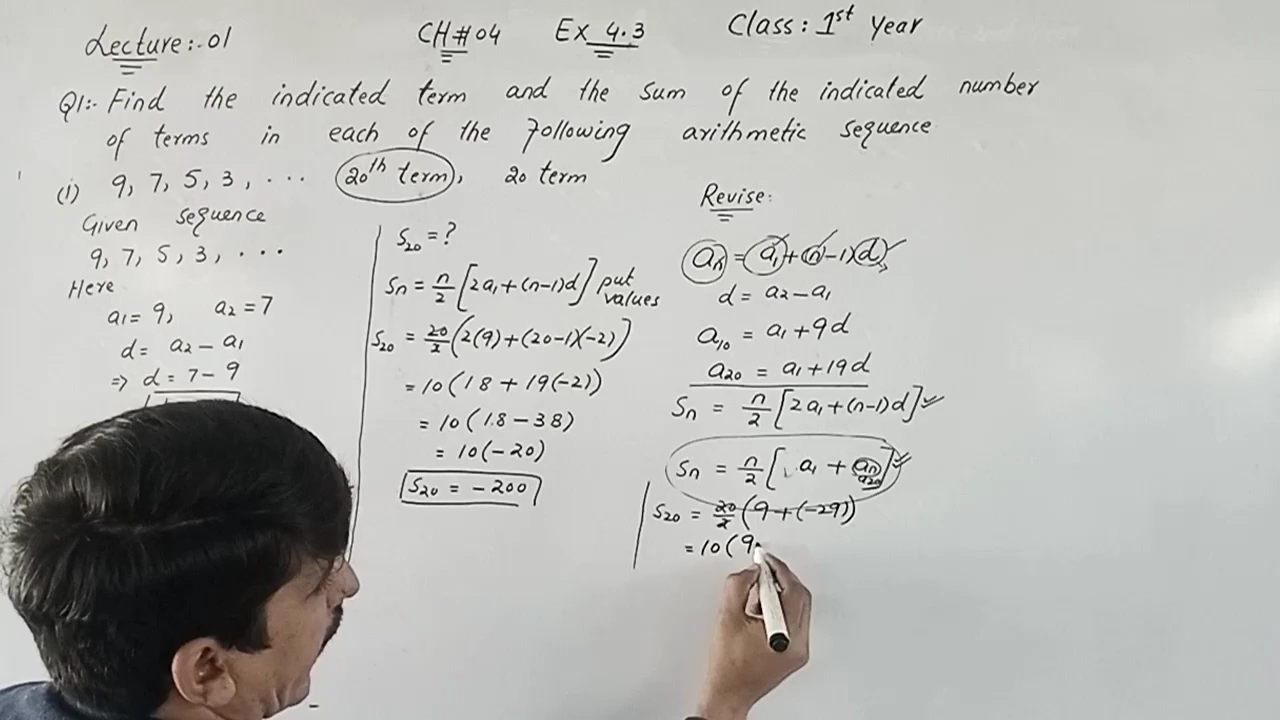 Lecture:-01 CH#04 Ex 4.3 Class: 1st year
Q1:- Find the indicated term and the sum of the indicated number
of terms in each of the following arithmetic sequence
(i) 9, 7, 5, 3, ... 20th term, 20 term
Given sequence
9, 7, 5, 3, ...
Here
a1 = 9, a2 = 7
d = a2 - a1
=> d = 7 - 9
S20 = ?
Sn = n/2 [2a1 + (n-1)d] put values
S20 = 20/2 (2(9) + (20-1)(-2))
= 10 (18 + 19(-2))
= 10 (18 - 38)
= 10 (-20)
S20 = -200
Revise:
an = a1 + (n-1)d
d = a2 - a1
a10 = a1 + 9d
a20 = a1 + 19d
Sn = n/2 [2a1 + (n-1)d]
Sn = n/2 [a1 + an]
a20
S20 = 20/2 (9 + (-29))
= 10 (9